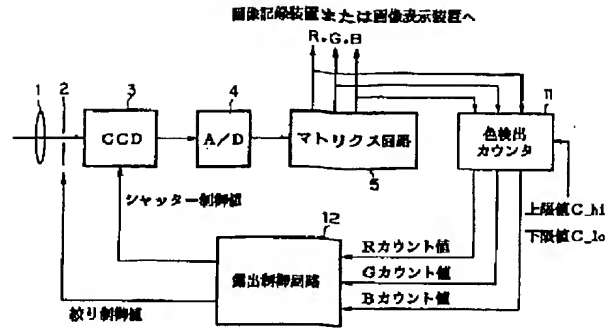 画像記録装置または画像表示装置へ
R．G．B
1
2
3
4
11
CCD
A/D
マトリクス回路
色検出
カウンタ
5
シャッター制御値
上限値C_hi
下限値C_lo
12
Rカウント値
露出制御回路
Gカウント値
Bカウント値
絞り制御値